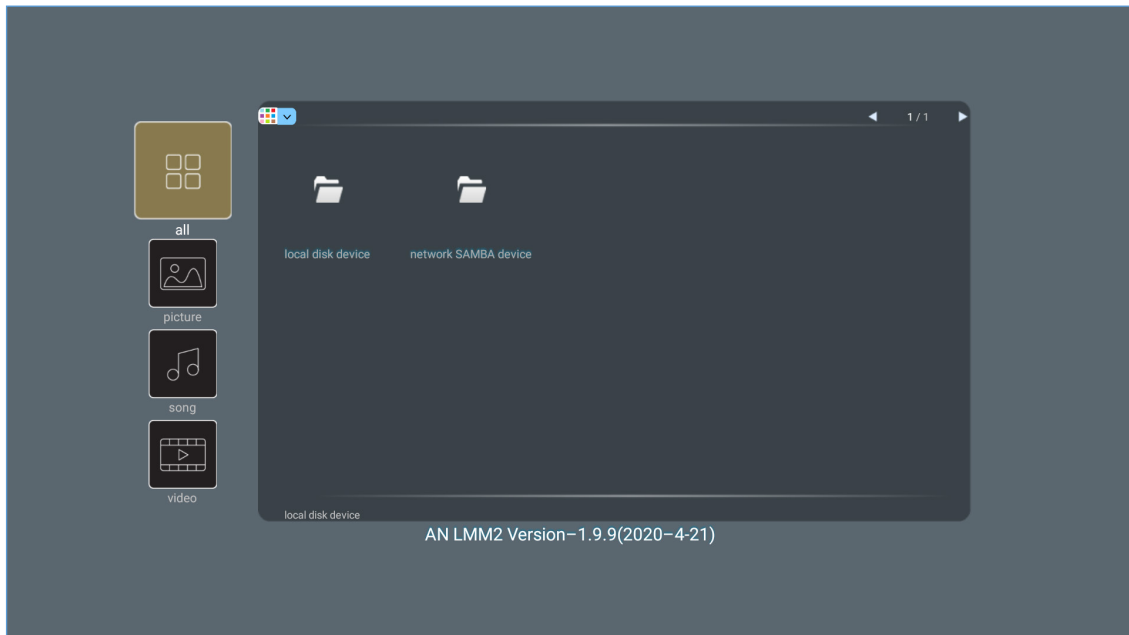 1 / 1
all
local disk device
network SAMBA device
picture
song
video
local disk device
AN LMM2 Version–1.9.9(2020–4-21)